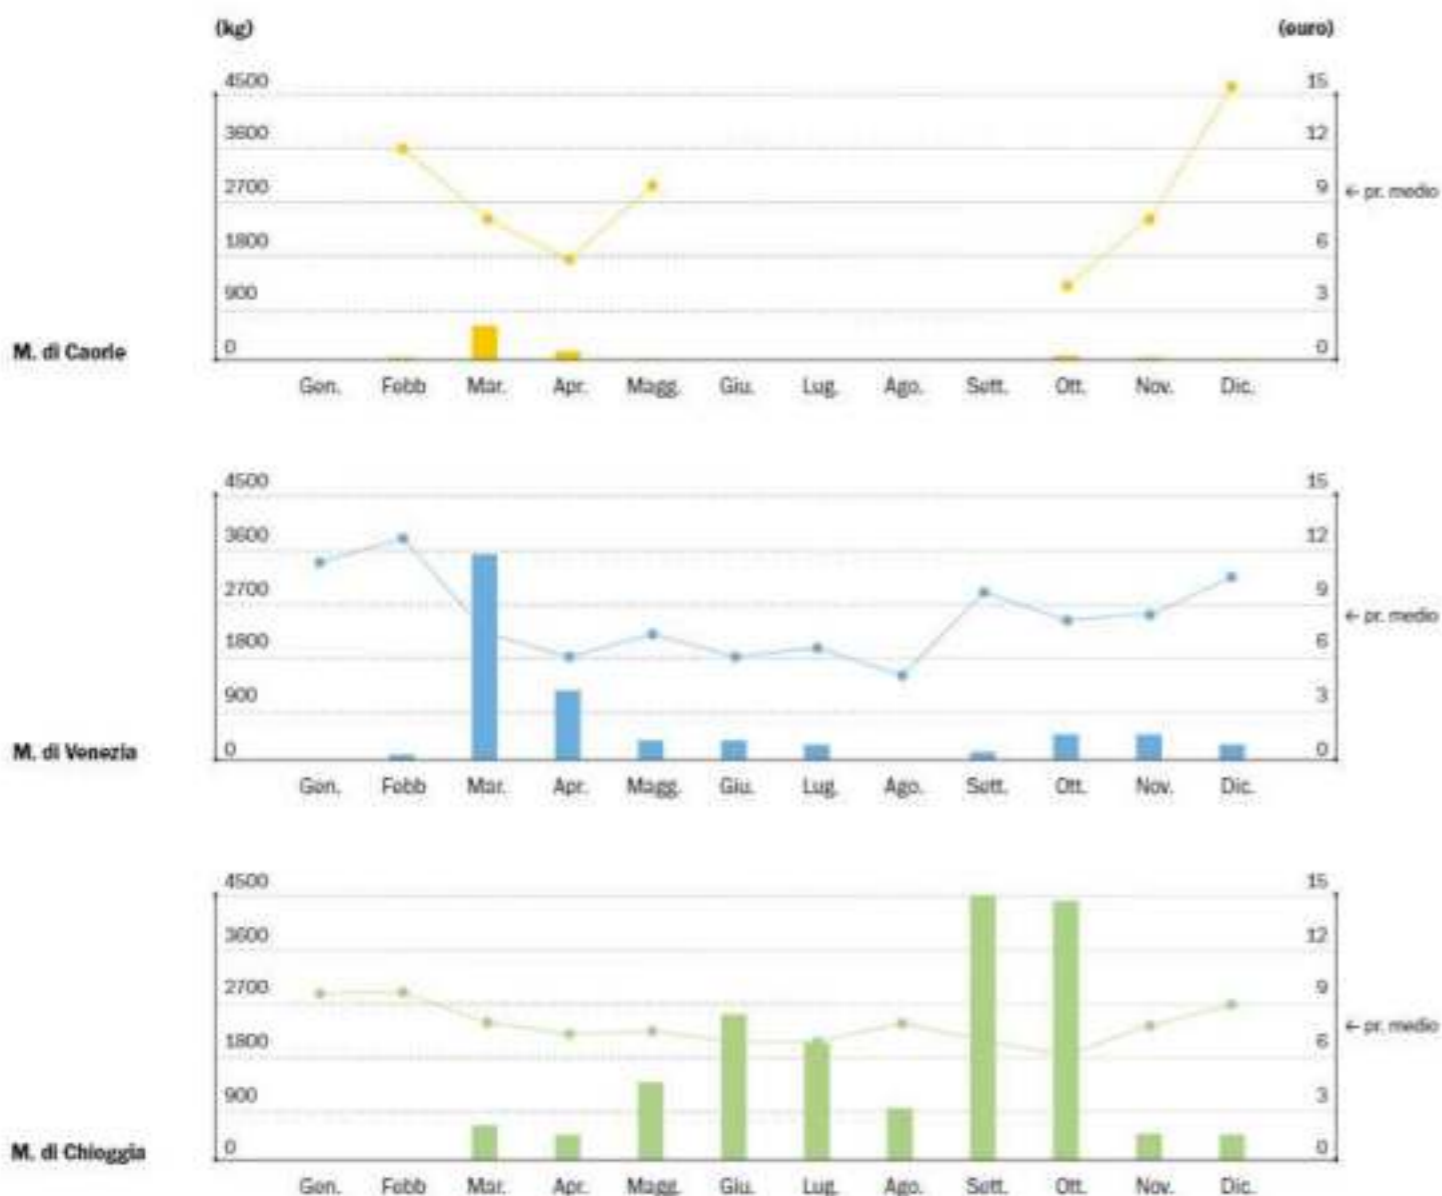 (kg) (euro)
4500 15
3600 12
2700 9 ← pr. medio
1800 6
900 3
M. di Caorle 0 0
Gen. Febb Mar. Apr. Magg. Giu. Lug. Ago. Sett. Ott. Nov. Dic.
4500 15
3600 12
2700 9
← pr. medio
1800 6
900 3
M. di Venezia 0 0
Gen. Febb Mar. Apr. Magg. Giu. Lug. Ago. Sett. Ott. Nov. Dic.
4500 15
3600 12
2700 9
← pr. medio
1800 6
900 3
M. di Chioggia 0 0
Gen. Febb Mar. Apr. Magg. Giu. Lug. Ago. Sett. Ott. Nov. Dic.